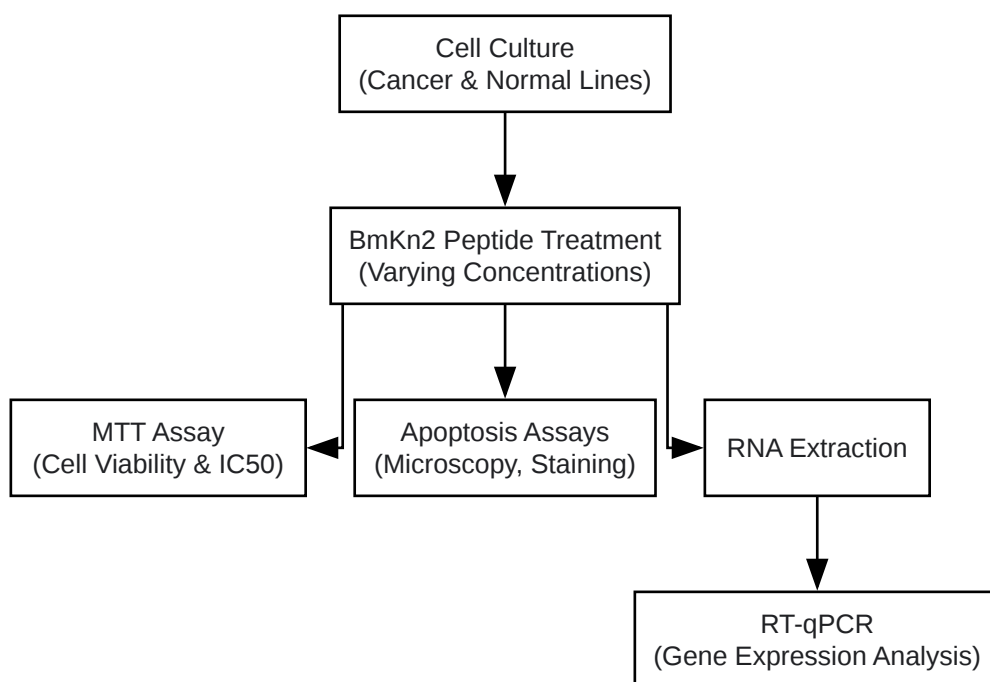 Cell Culture
(Cancer & Normal Lines)
BmKn2 Peptide Treatment
(Varying Concentrations)
MTT Assay
(Cell Viability & IC50)
Apoptosis Assays
(Microscopy, Staining)
RNA Extraction
RT-qPCR
(Gene Expression Analysis)